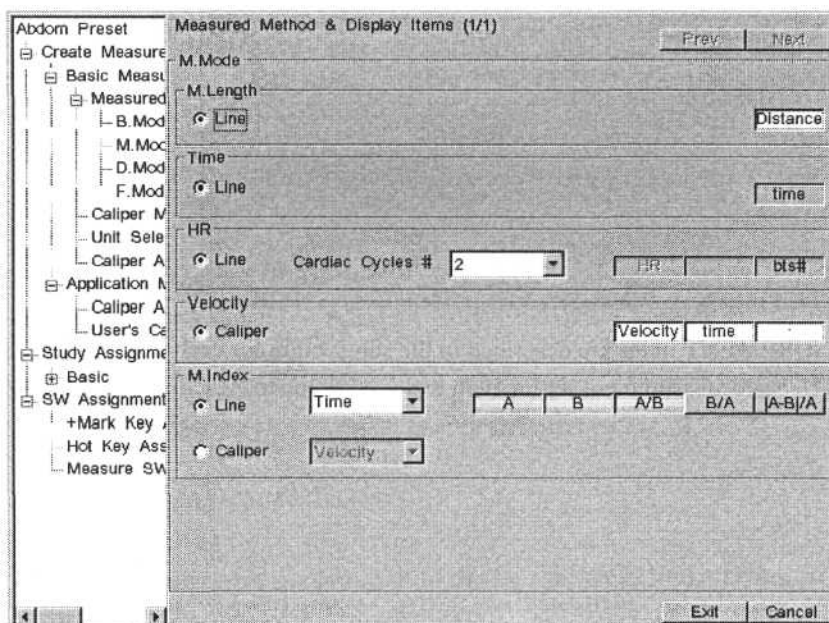 Abdom Preset
Create Measure
Basic Measu
Measured
B.Mod
M.Mod
D.Mod
F.Mod
Caliper M
Unit Sele
Caliper A
Application M
Caliper A
User's Ca
Study Assignme
Basic
SW Assignment
+Mark Key A
Hot Key Ass
Measure SW
Measured Method & Display Items (1/1)
Prev Next
M.Mode
M.Length
Line Distance
Time
Line time
HR
Line Cardiac Cycles # 2 HR bts#
Velocity
Caliper Velocity time
M.Index
Line Time A B A/B B/A |A-B|/A
Caliper Velocity
Exit Cancel